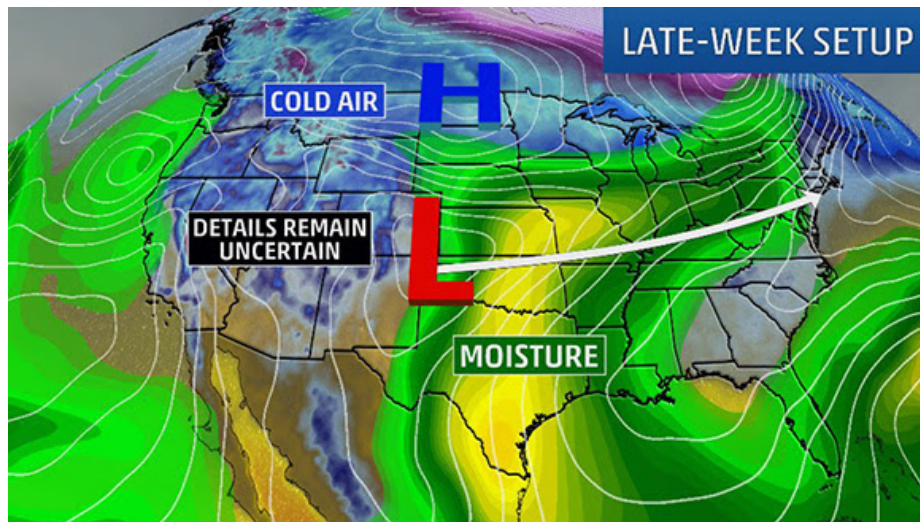 LATE-WEEK SETUP
COLD AIR
H
DETAILS REMAIN
UNCERTAIN
L
MOISTURE